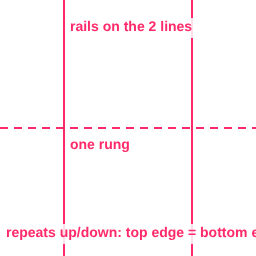 rails on the 2 lines
one rung
repeats up/down: top edge = bottom e